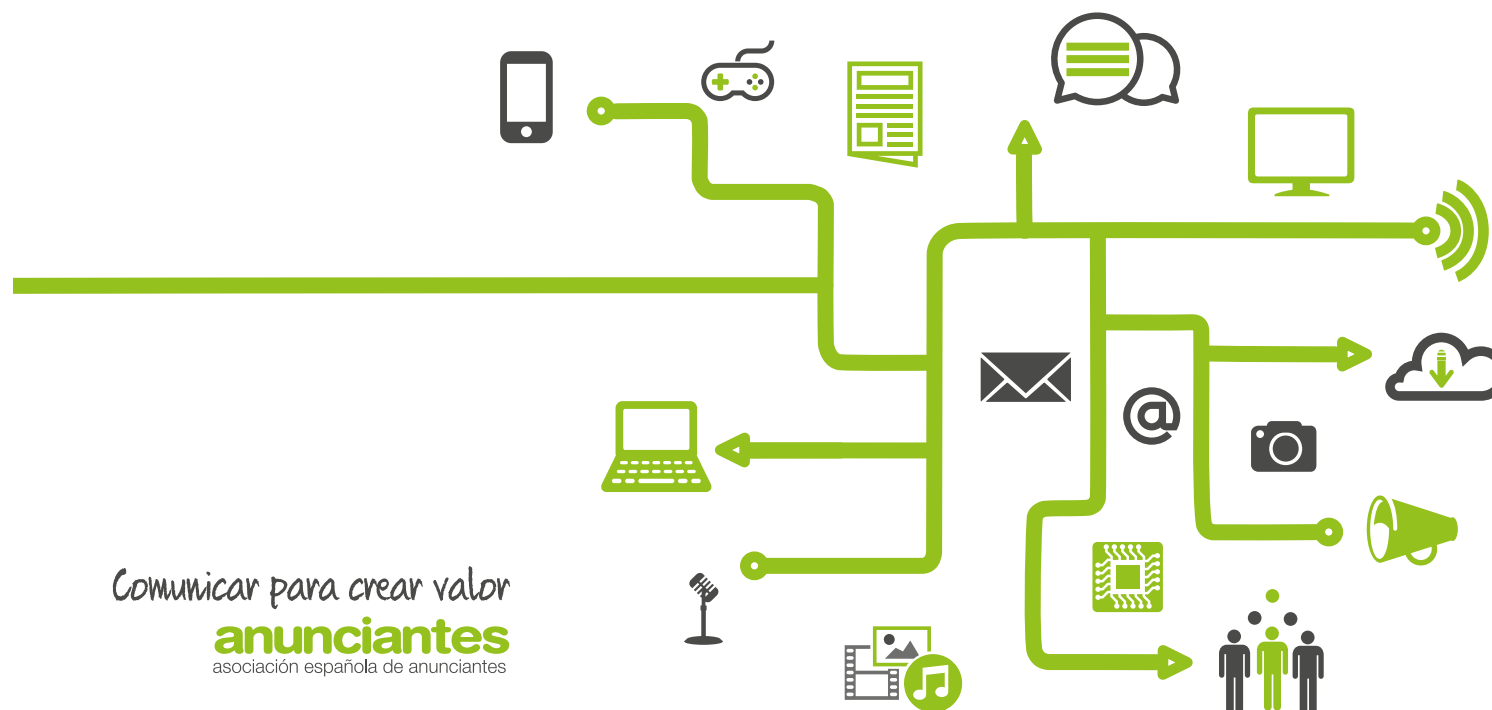 @
Comunicar para crear valor
anunciantes
asociación española de anunciantes